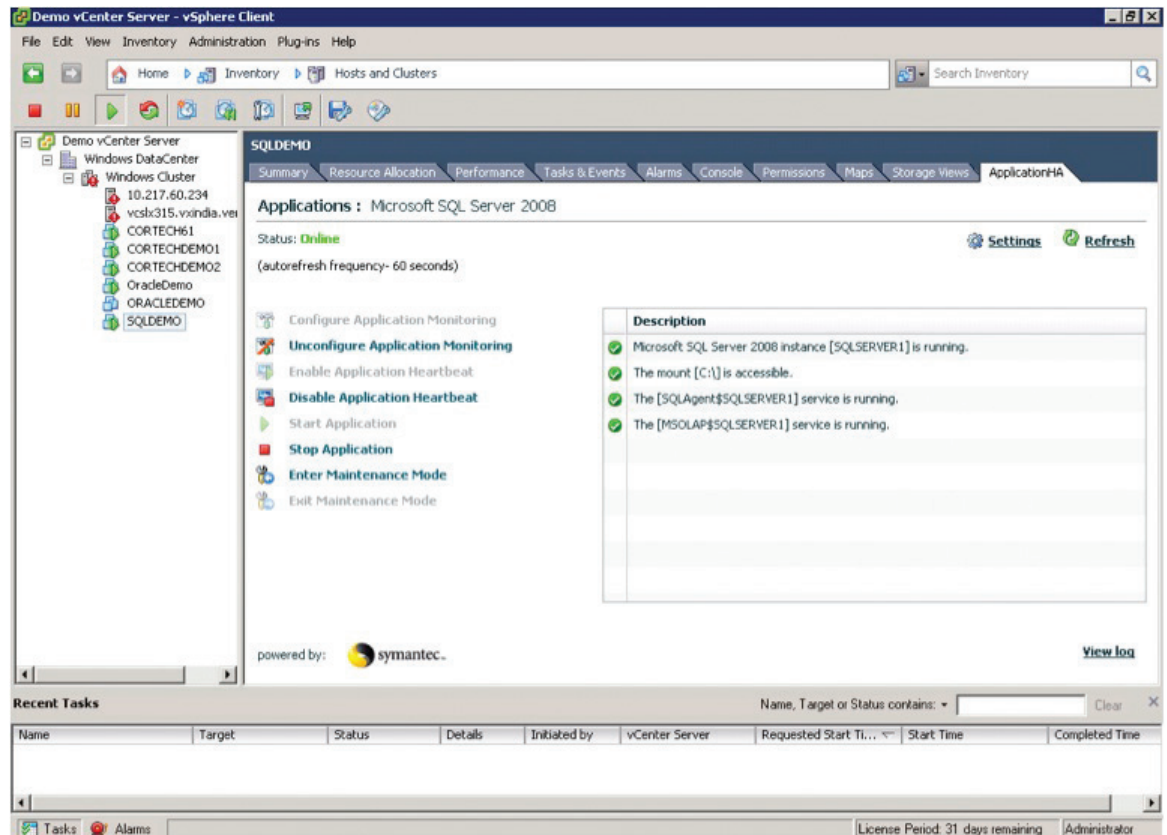 Demo vCenter Server - vSphere Client
File Edit View Inventory Administration Plug-ins Help
Home Inventory Hosts and Clusters
Search Inventory
Demo vCenter Server
Windows DataCenter
Windows Cluster
10.217.60.234
vcslx315.vxindia.ver
CORTECH61
CORTECHDEMO1
CORTECHDEMO2
OracleDemo
ORACLEDEMO
SQLDEMO
SQLDEMO
Summary Resource Allocation Performance Tasks & Events Alarms Console Permissions Maps Storage Views ApplicationHA
Applications : Microsoft SQL Server 2008
Status: Online
Settings Refresh
(autorefresh frequency- 60 seconds)
Configure Application Monitoring
Unconfigure Application Monitoring
Enable Application Heartbeat
Disable Application Heartbeat
Start Application
Stop Application
Enter Maintenance Mode
Exit Maintenance Mode
Description
Microsoft SQL Server 2008 instance [SQLSERVER1] is running.
The mount [C:\] is accessible.
The [SQLAgent$SQLSERVER1] service is running.
The [MSOLAP$SQLSERVER1] service is running.
powered by: symantec.
View log
Recent Tasks
Name, Target or Status contains: Clear
Name Target Status Details Initiated by vCenter Server Requested Start Ti... Start Time Completed Time
Tasks Alarms
License Period: 31 days remaining Administrator